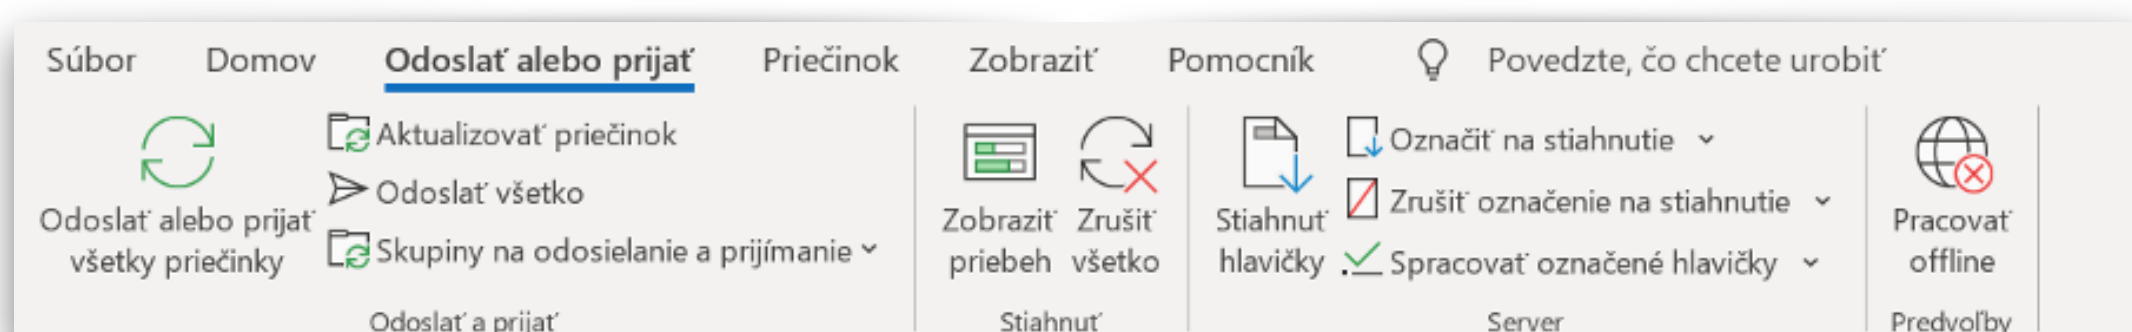 Súbor Domov Odoslať alebo prijať Priečinok Zobraziť Pomocník Povedzte, čo chcete urobiť
Odoslať alebo prijať
všetky priečinky
Aktualizovať priečinok
Odoslať všetko
Skupiny na odosielanie a prijímanie
Odoslať a prijať
Zobraziť
priebeh
Zrušiť
všetko
Stiahnuť
Stiahnuť
hlavičky
Označiť na stiahnutie
Zrušiť označenie na stiahnutie
Spracovať označené hlavičky
Server
Pracovať
offline
Predvoľby